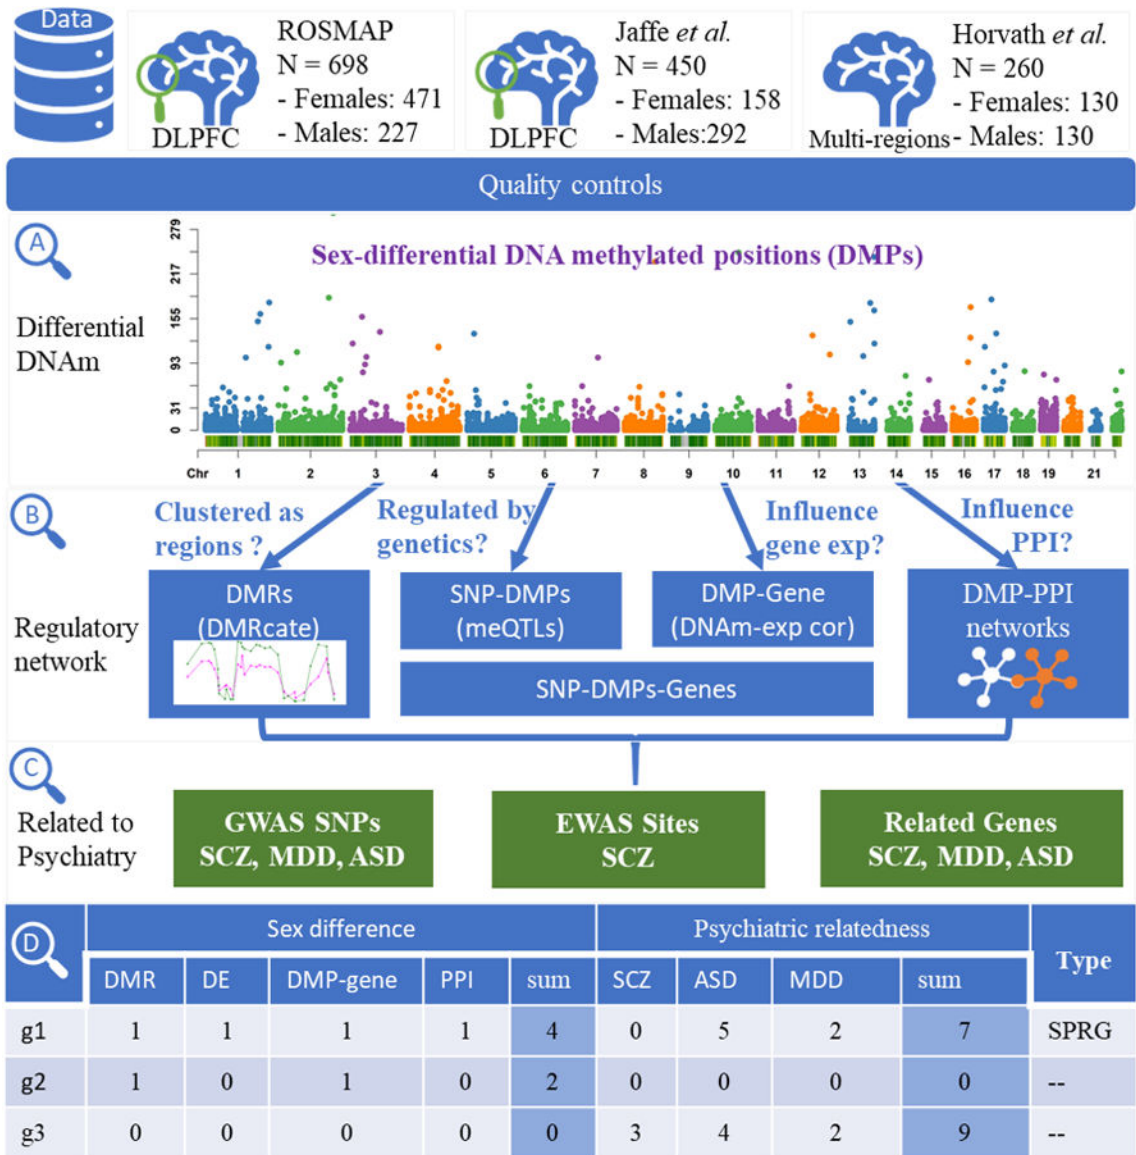 Data
ROSMAP
N = 698
- Females: 471
- Males: 227
DLPFC
Jaffe et al.
N = 450
- Females: 158
- Males:292
DLPFC
Horvath et al.
N = 260
- Females: 130
- Males: 130
Multi-regions
Quality controls
A
Differential
DNAm
Sex-differential DNA methylated positions (DMPs)
279
217
155
93
31
0
Chr 1 2 3 4 5 6 7 8 9 10 11 12 13 14 15 16 17 18 19 21
B
Regulatory
network
Clustered as
regions ?
Regulated by
genetics?
Influence
gene exp?
Influence
PPI?
DMRs
(DMRcate)
SNP-DMPs
(meQTLs)
DMP-Gene
(DNAm-exp cor)
DMP-PPI
networks
SNP-DMPs-Genes
C
Related to
Psychiatry
GWAS SNPs
SCZ, MDD, ASD
EWAS Sites
SCZ
Related Genes
SCZ, MDD, ASD
D
Sex difference Psychiatric relatedness Type
DMR DE DMP-gene PPI sum SCZ ASD MDD sum
g1 1 1 1 1 4 0 5 2 7 SPRG
g2 1 0 1 0 2 0 0 0 0 --
g3 0 0 0 0 0 3 4 2 9 --